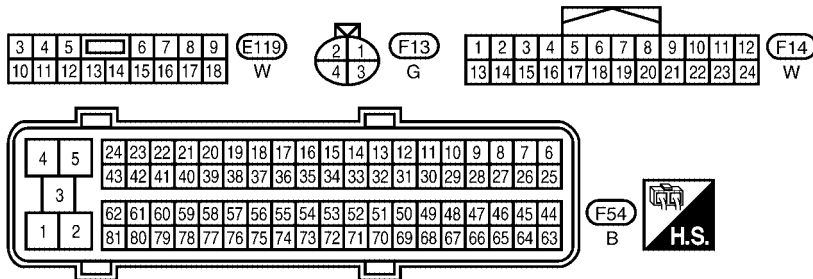 3 4 5 6 7 8 9 E119
10 11 12 13 14 15 16 17 18 W
2 1 F13
4 3 G
1 2 3 4 5 6 7 8 9 10 11 12 F14
13 14 15 16 17 18 19 20 21 22 23 24 W
4 5 24 23 22 21 20 19 18 17 16 15 14 13 12 11 10 9 8 7 6
43 42 41 40 39 38 37 36 35 34 33 32 31 30 29 28 27 26 25
3
62 61 60 59 58 57 56 55 54 53 52 51 50 49 48 47 46 45 44 F54
1 2 81 80 79 78 77 76 75 74 73 72 71 70 69 68 67 66 65 64 63 B
H.S.